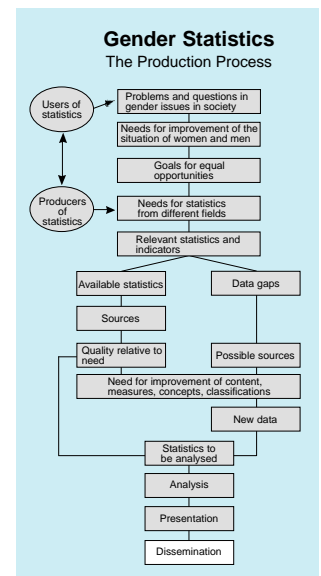 Gender Statistics
The Production Process
Users of
statistics
Problems and questions in
gender issues in society
Needs for improvement of the
situation of women and men
Goals for equal
opportunities
Producers
of
statistics
Needs for statistics
from different fields
Relevant statistics and
indicators
Available statistics
Data gaps
Sources
Quality relative to
need
Possible sources
Need for improvement of content,
measures, concepts, classifications
New data
Statistics to
be analysed
Analysis
Presentation
Dissemination